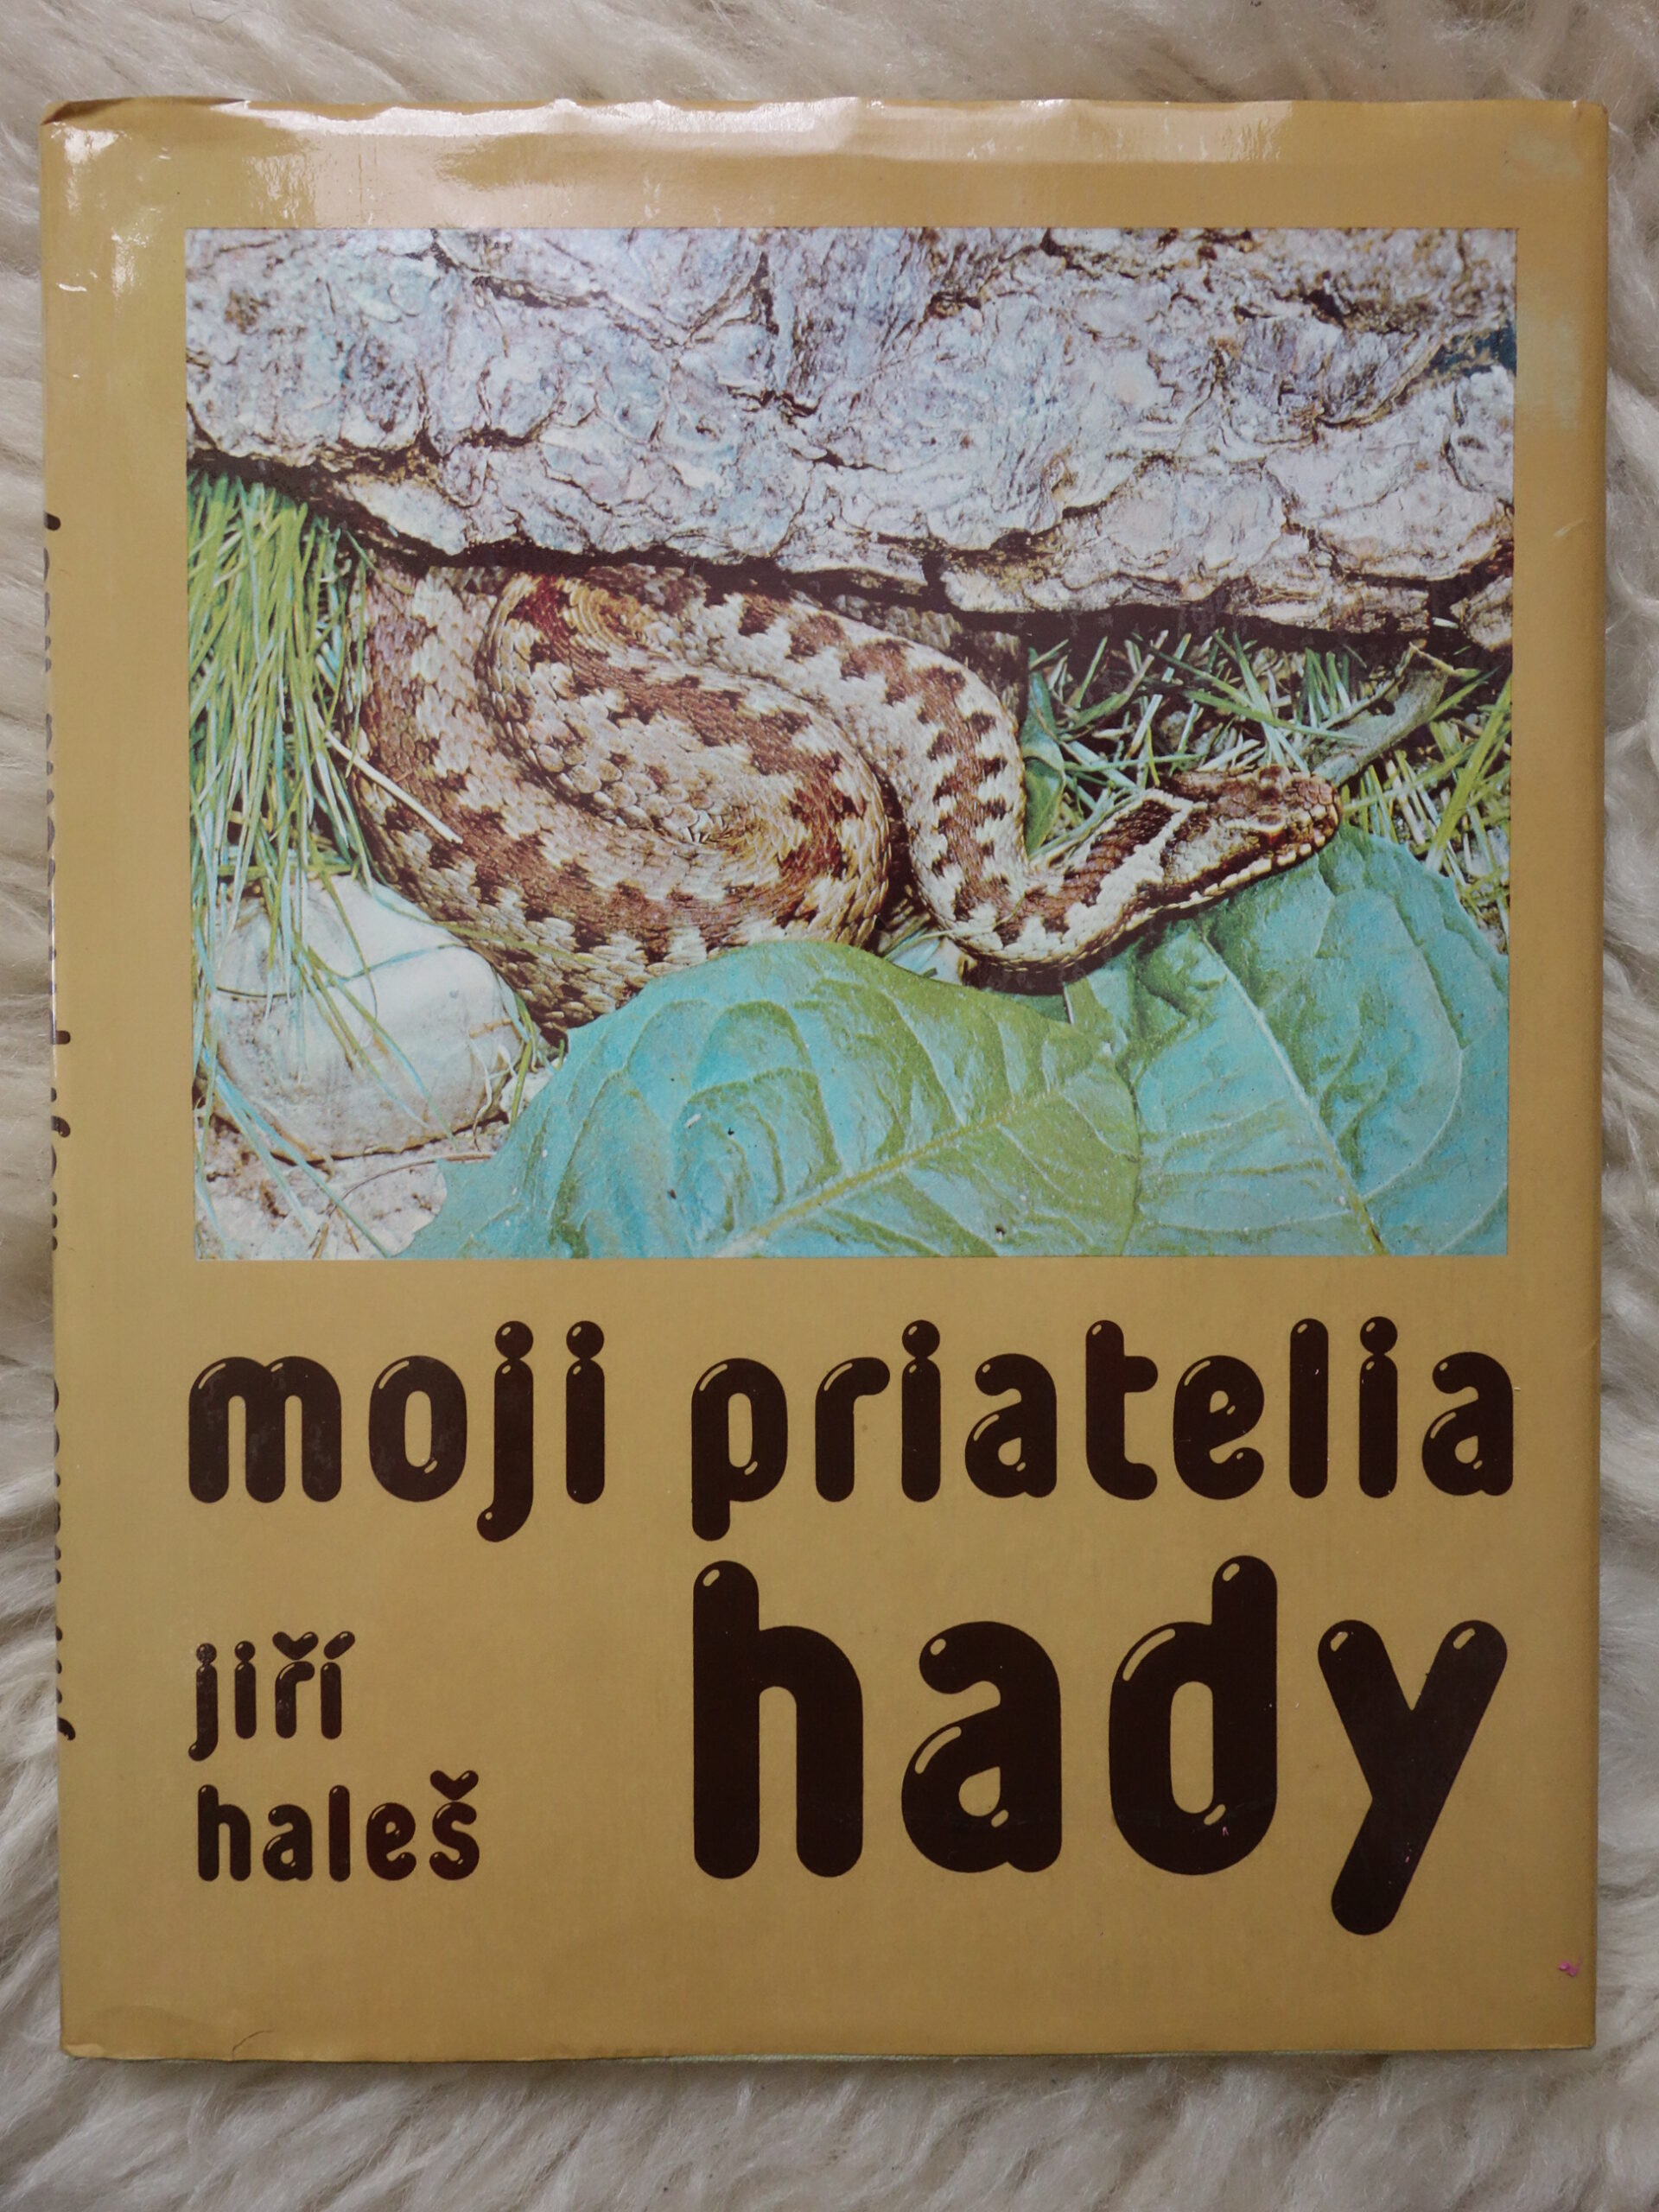 moji priatelia
hady
jiří
haleš